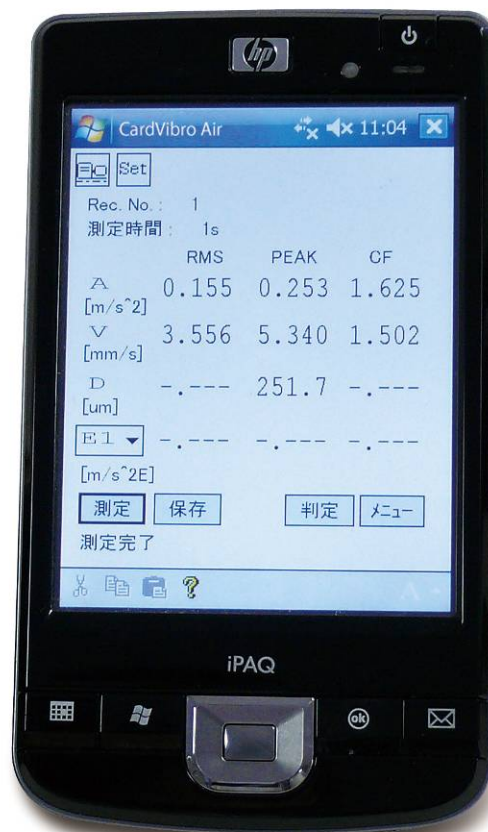 hp
CardVibro Air 11:04
Set
Rec. No. : 1
測定時間 : 1s
RMS PEAK CF
A 0.155 0.253 1.625
[m/s^2]
V 3.556 5.340 1.502
[mm/s]
D -.--- 251.7 -.---
[um]
E1 -.--- -.--- -.---
[m/s^2E]
測定 保存 判定 ﾒﾆｭｰ
測定完了
?
iPAQ
ok